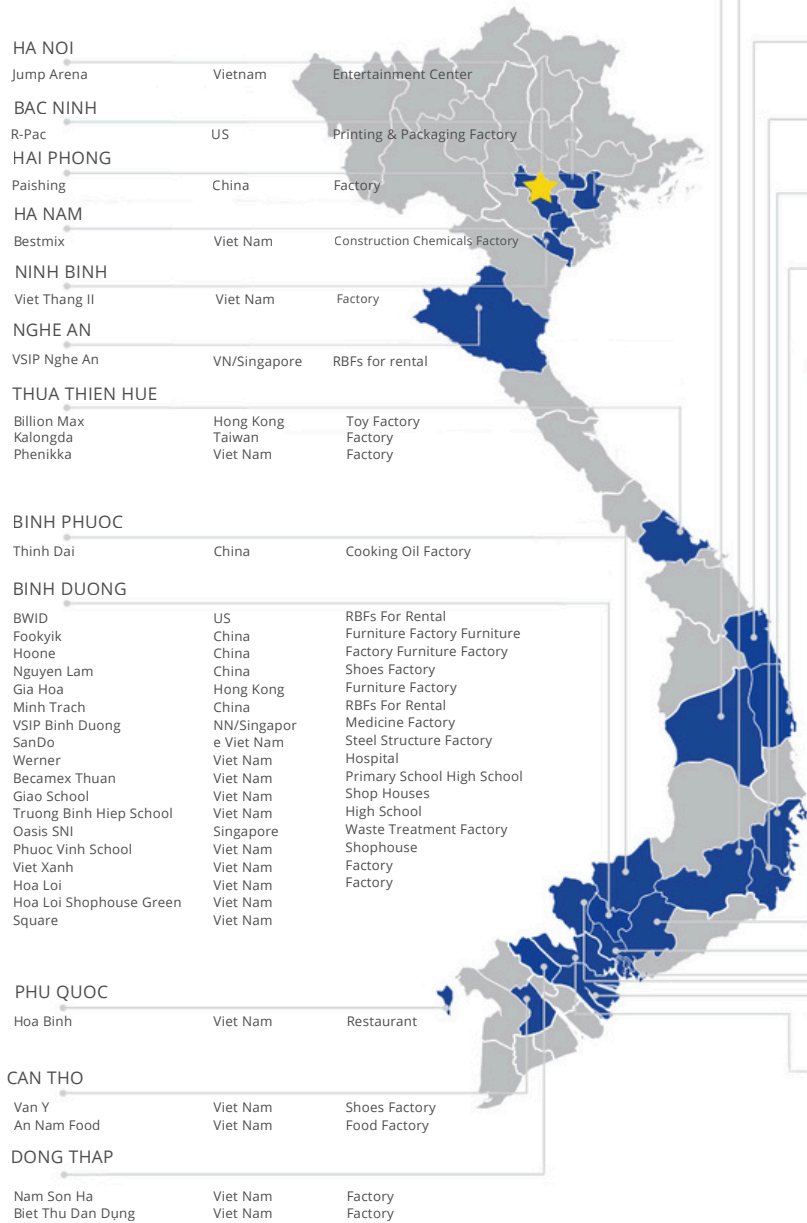 HA NOI
Jump Arena Vietnam Entertainment Center
BAC NINH
R-Pac US Printing & Packaging Factory
HAI PHONG
Paishing China Factory
HA NAM
Bestmix Viet Nam Construction Chemicals Factory
NINH BINH
Viet Thang II Viet Nam Factory
NGHE AN
VSIP Nghe An VN/Singapore RBFs for rental
THUA THIEN HUE
Billion Max Hong Kong Toy Factory
Kalongda Taiwan Factory
Phenikka Viet Nam Factory
BINH PHUOC
Thinh Dai China Cooking Oil Factory
BINH DUONG
BWID US RBFs For Rental
Fookyik China Furniture Factory Furniture
Hoone China Factory Furniture Factory
Nguyen Lam China Shoes Factory
Gia Hoa Hong Kong Furniture Factory
Minh Trach China RBFs For Rental
VSIP Binh Duong NN/Singapor Medicine Factory
SanDo e Viet Nam Steel Structure Factory
Werner Viet Nam Hospital
Becamex Thuan Viet Nam Primary School High School
Giao School Viet Nam Shop Houses
Truong Binh Hiep School Viet Nam High School
Oasis SNI Singapore Waste Treatment Factory
Phuoc Vinh School Viet Nam Shophouse
Viet Xanh Viet Nam Factory
Hoa Loi Viet Nam Factory
Hoa Loi Shophouse Green Viet Nam
Square Viet Nam
PHU QUOC
Hoa Binh Viet Nam Restaurant
CAN THO
Van Y Viet Nam Shoes Factory
An Nam Food Viet Nam Food Factory
DONG THAP
Nam Son Ha Viet Nam Factory
Biet Thu Dan Dụng Viet Nam Factory